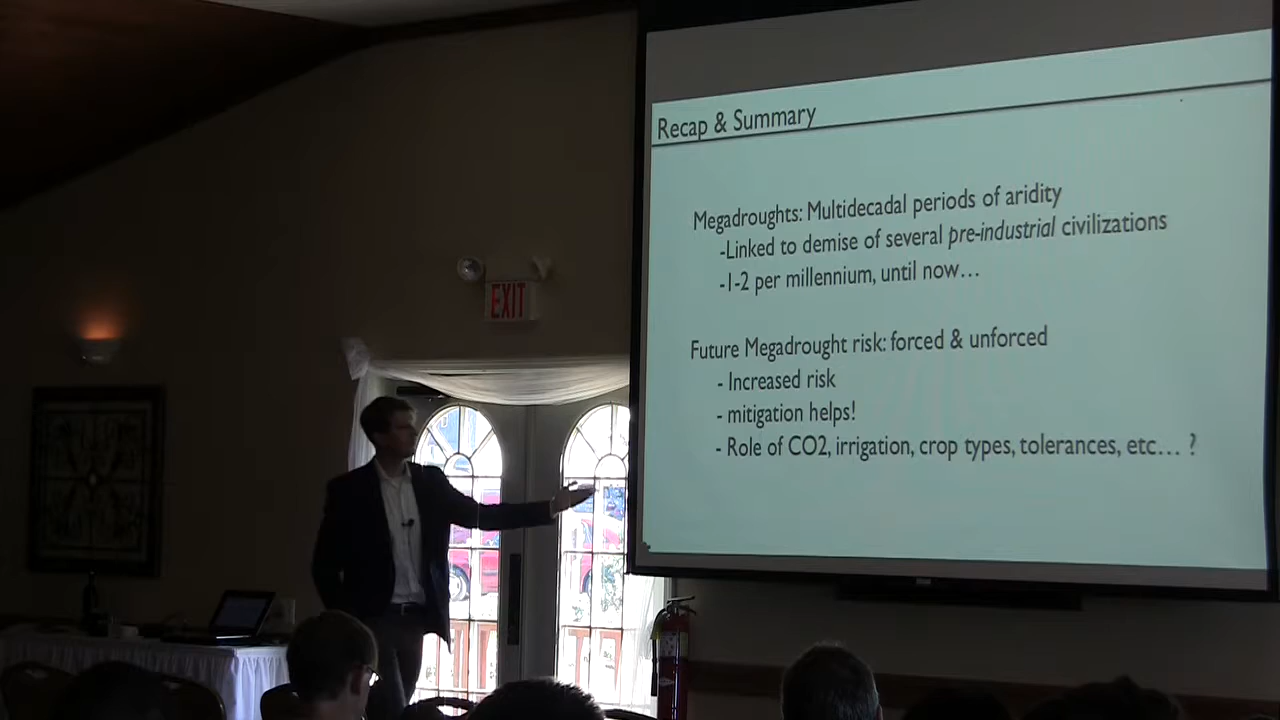 Recap & Summary
Megadroughts: Multidecadal periods of aridity
-Linked to demise of several pre-industrial civilizations
-1-2 per millennium, until now…
EXIT
Future Megadrought risk: forced & unforced
- Increased risk
- mitigation helps!
- Role of CO2, irrigation, crop types, tolerances, etc… ?